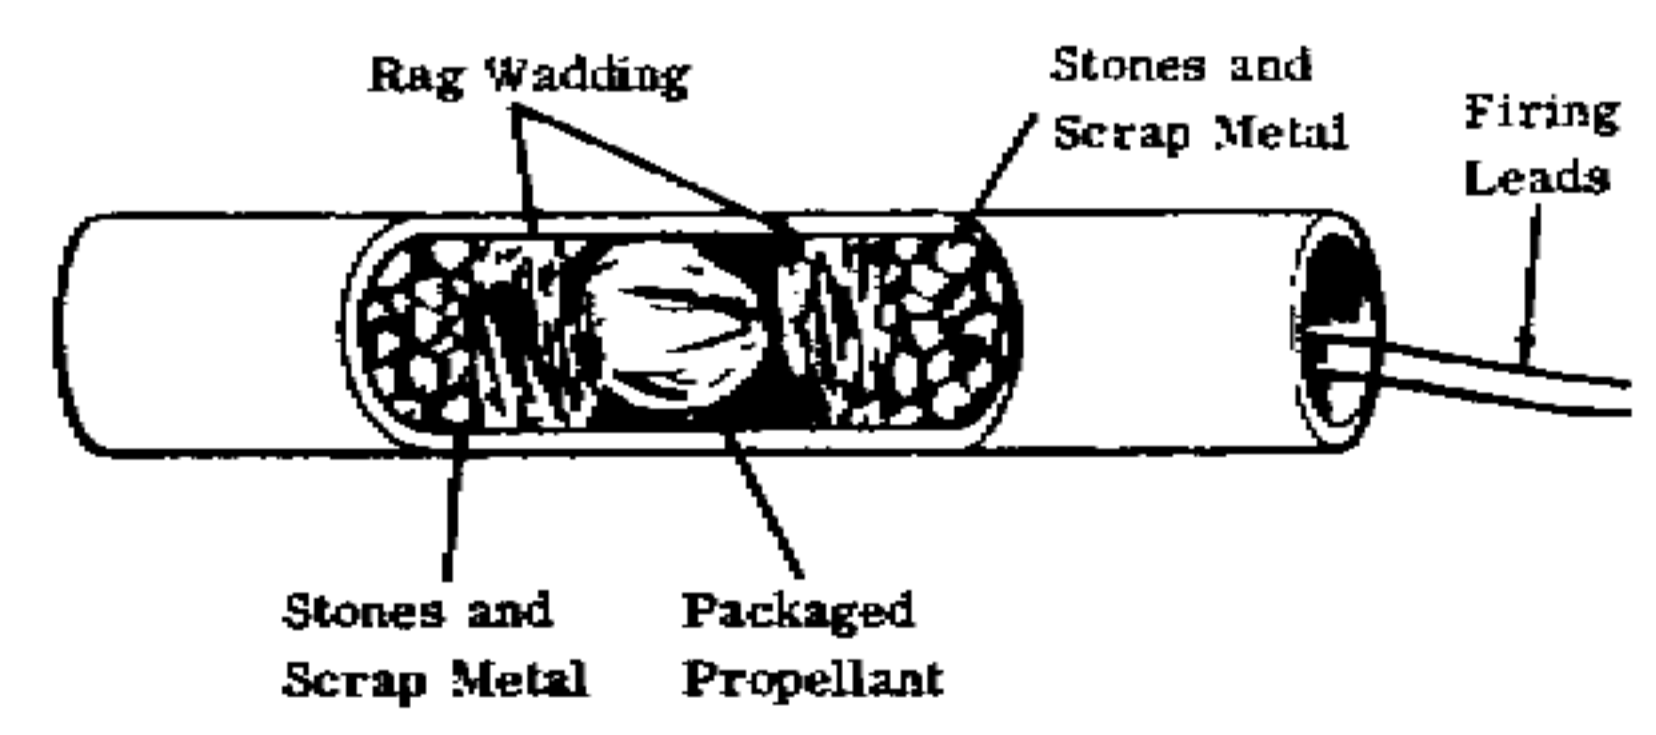 Rag Wadding
Stones and
Scrap Metal
Firing
Leads
Stones and
Scrap Metal
Packaged
Propellant